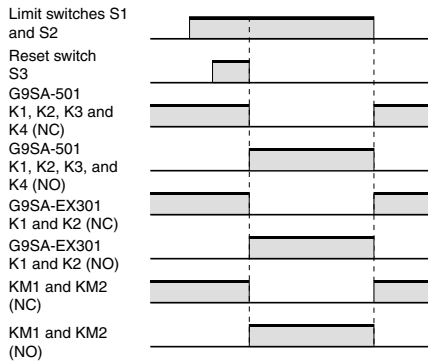 Limit switches S1
and S2
Reset switch
S3
G9SA-501
K1, K2, K3 and
K4 (NC)
G9SA-501
K1, K2, K3, and
K4 (NO)
G9SA-EX301
K1 and K2 (NC)
G9SA-EX301
K1 and K2 (NO)
KM1 and KM2
(NC)
KM1 and KM2
(NO)